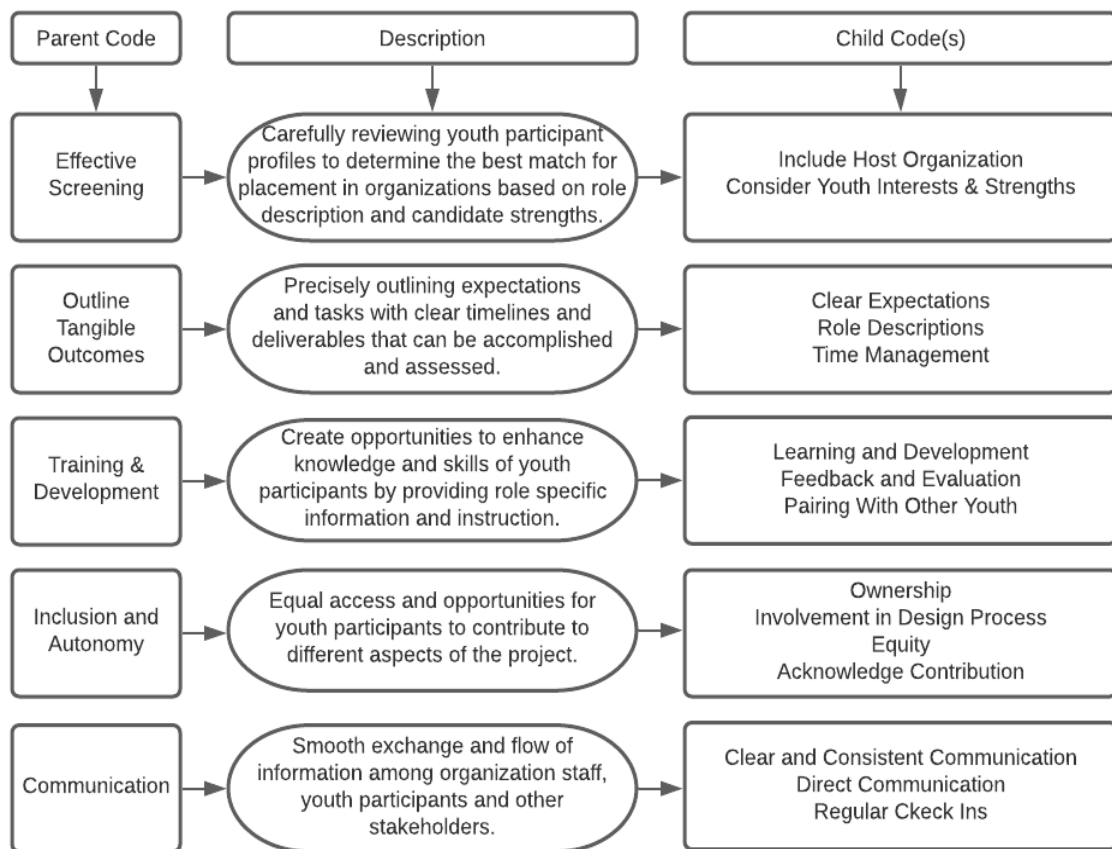 Parent Code
Description
Child Code(s)
Effective
Screening
Carefully reviewing youth participant
profiles to determine the best match for
placement in organizations based on role
description and candidate strengths.
Include Host Organization
Consider Youth Interests & Strengths
Outline
Tangible
Outcomes
Precisely outlining expectations
and tasks with clear timelines and
deliverables that can be accomplished
and assessed.
Clear Expectations
Role Descriptions
Time Management
Training &
Development
Create opportunities to enhance
knowledge and skills of youth
participants by providing role specific
information and instruction.
Learning and Development
Feedback and Evaluation
Pairing With Other Youth
Inclusion and
Autonomy
Equal access and opportunities for
youth participants to contribute to
different aspects of the project.
Ownership
Involvement in Design Process
Equity
Acknowledge Contribution
Communication
Smooth exchange and flow of
information among organization staff,
youth participants and other
stakeholders.
Clear and Consistent Communication
Direct Communication
Regular Ckeck Ins